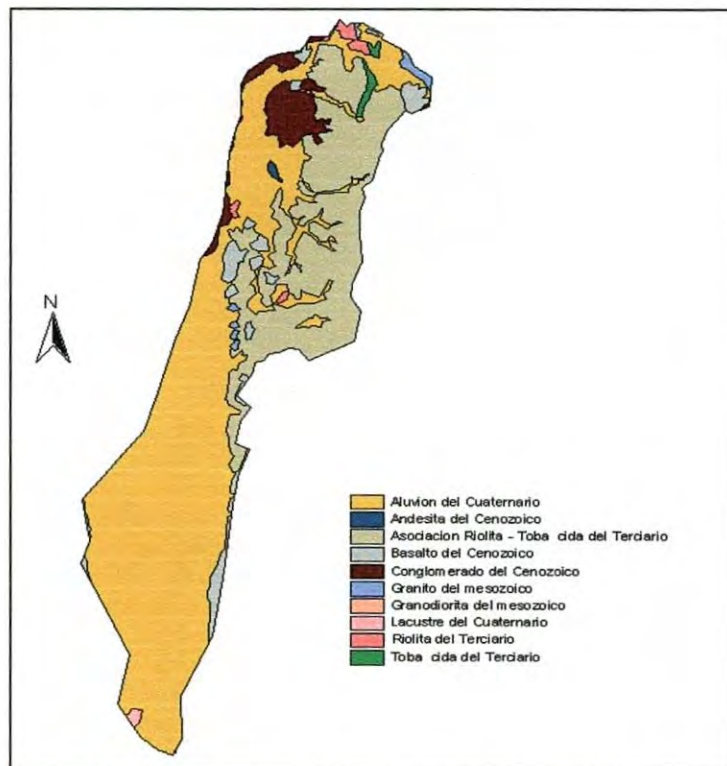 N
Aluvion del Cuaternario
Andesita del Cenozoico
Asociacion Riolita - Toba cida del Terciario
Basalto del Cenozoico
Conglomerado del Cenozoico
Granito del mesozoico
Granodiorita del mesozoico
Lacustre del Cuaternario
Riolita del Terciario
Toba cida del Terciario